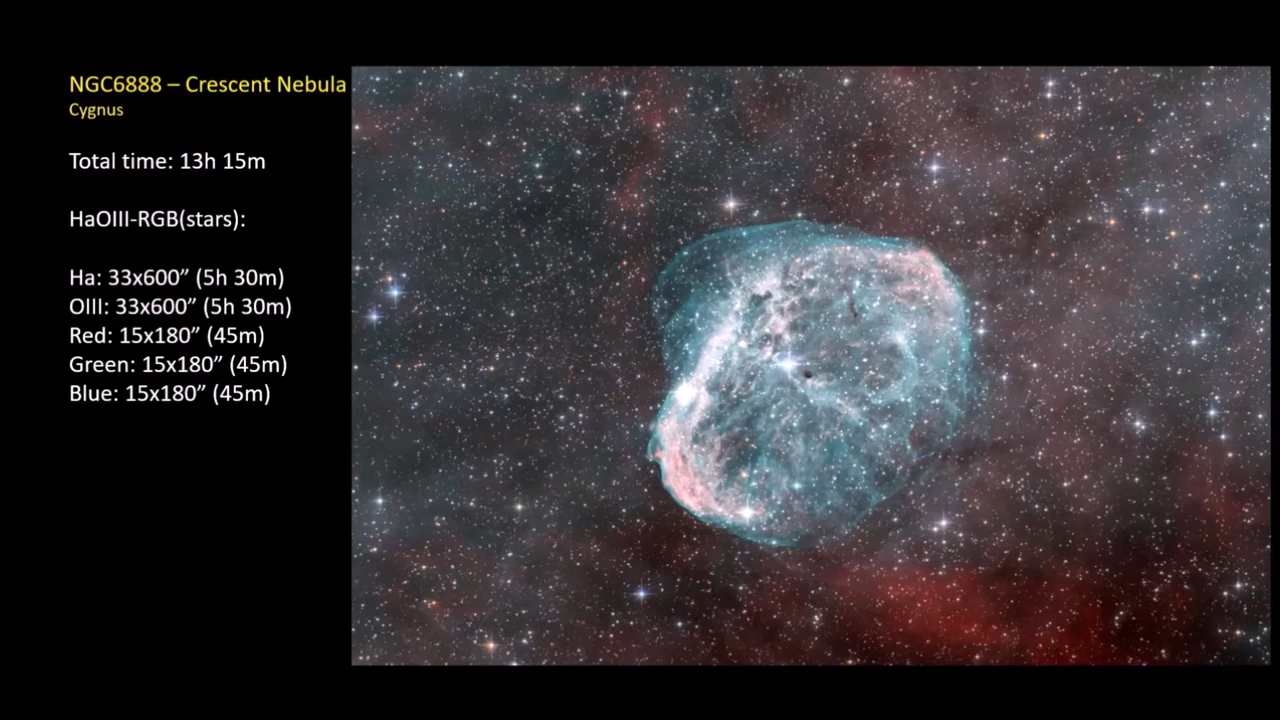 NGC6888 – Crescent Nebula
Cygnus
Total time: 13h 15m
HaOIII-RGB(stars):
Ha: 33x600” (5h 30m)
OIII: 33x600” (5h 30m)
Red: 15x180” (45m)
Green: 15x180” (45m)
Blue: 15x180” (45m)